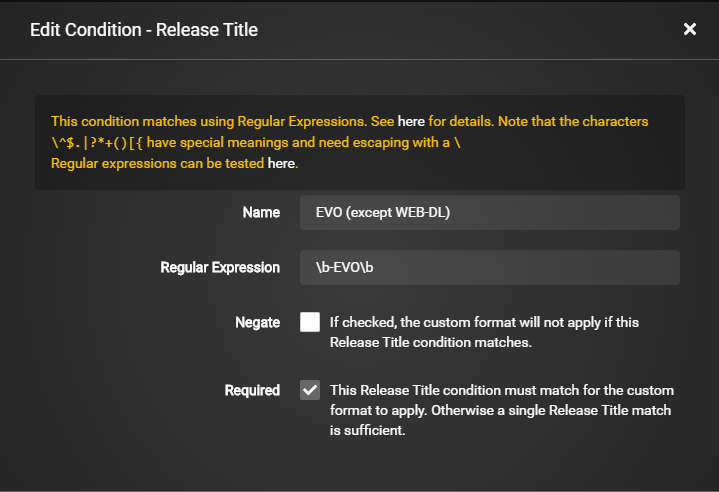 Edit Condition - Release Title
This condition matches using Regular Expressions. See here for details. Note that the characters
\^$.|?*+()[{ have special meanings and need escaping with a \
Regular expressions can be tested here.
Name
EVO (except WEB-DL)
Regular Expression
\b-EVO\b
Negate
If checked, the custom format will not apply if this
Release Title condition matches.
Required
This Release Title condition must match for the custom
format to apply. Otherwise a single Release Title match
is sufficient.